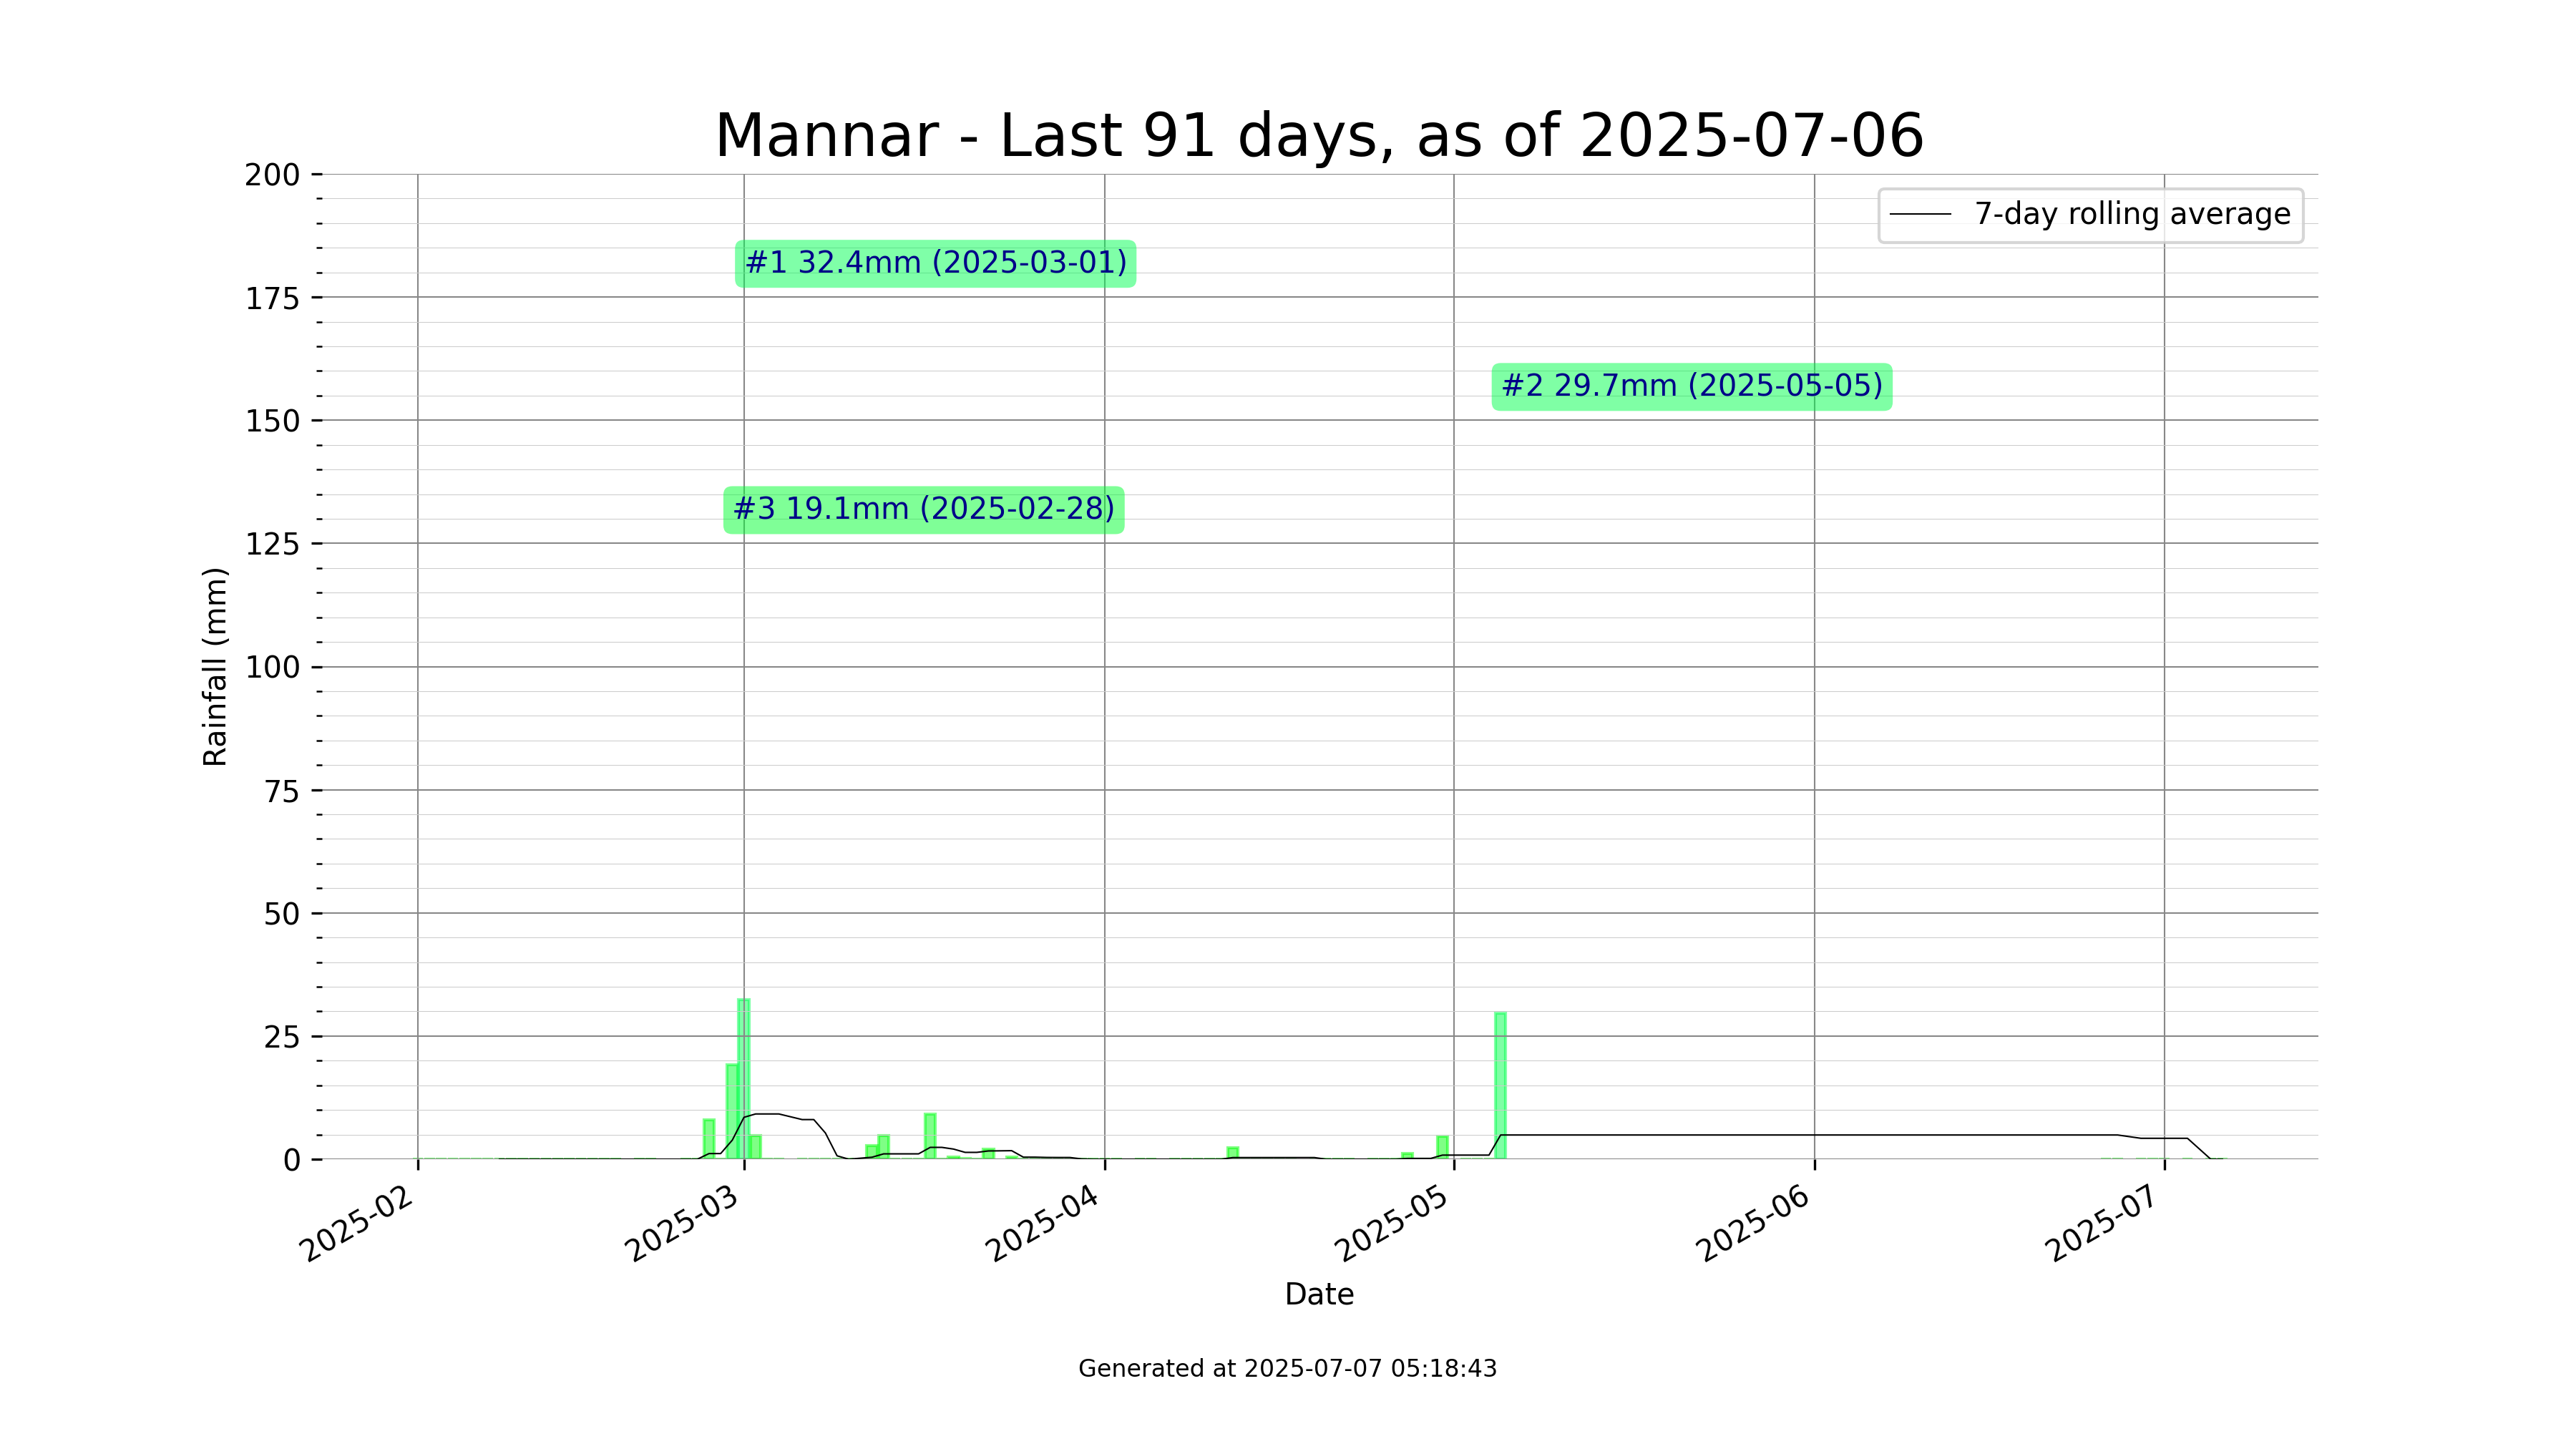 Mannar - Last 91 days, as of 2025-07-06
7-day rolling average
#1 32.4mm (2025-03-01)
#2 29.7mm (2025-05-05)
#3 19.1mm (2025-02-28)
Rainfall (mm)
200
175
150
125
100
75
50
25
0
2025-02
2025-03
2025-04
2025-05
2025-06
2025-07
Date
Generated at 2025-07-07 05:18:43